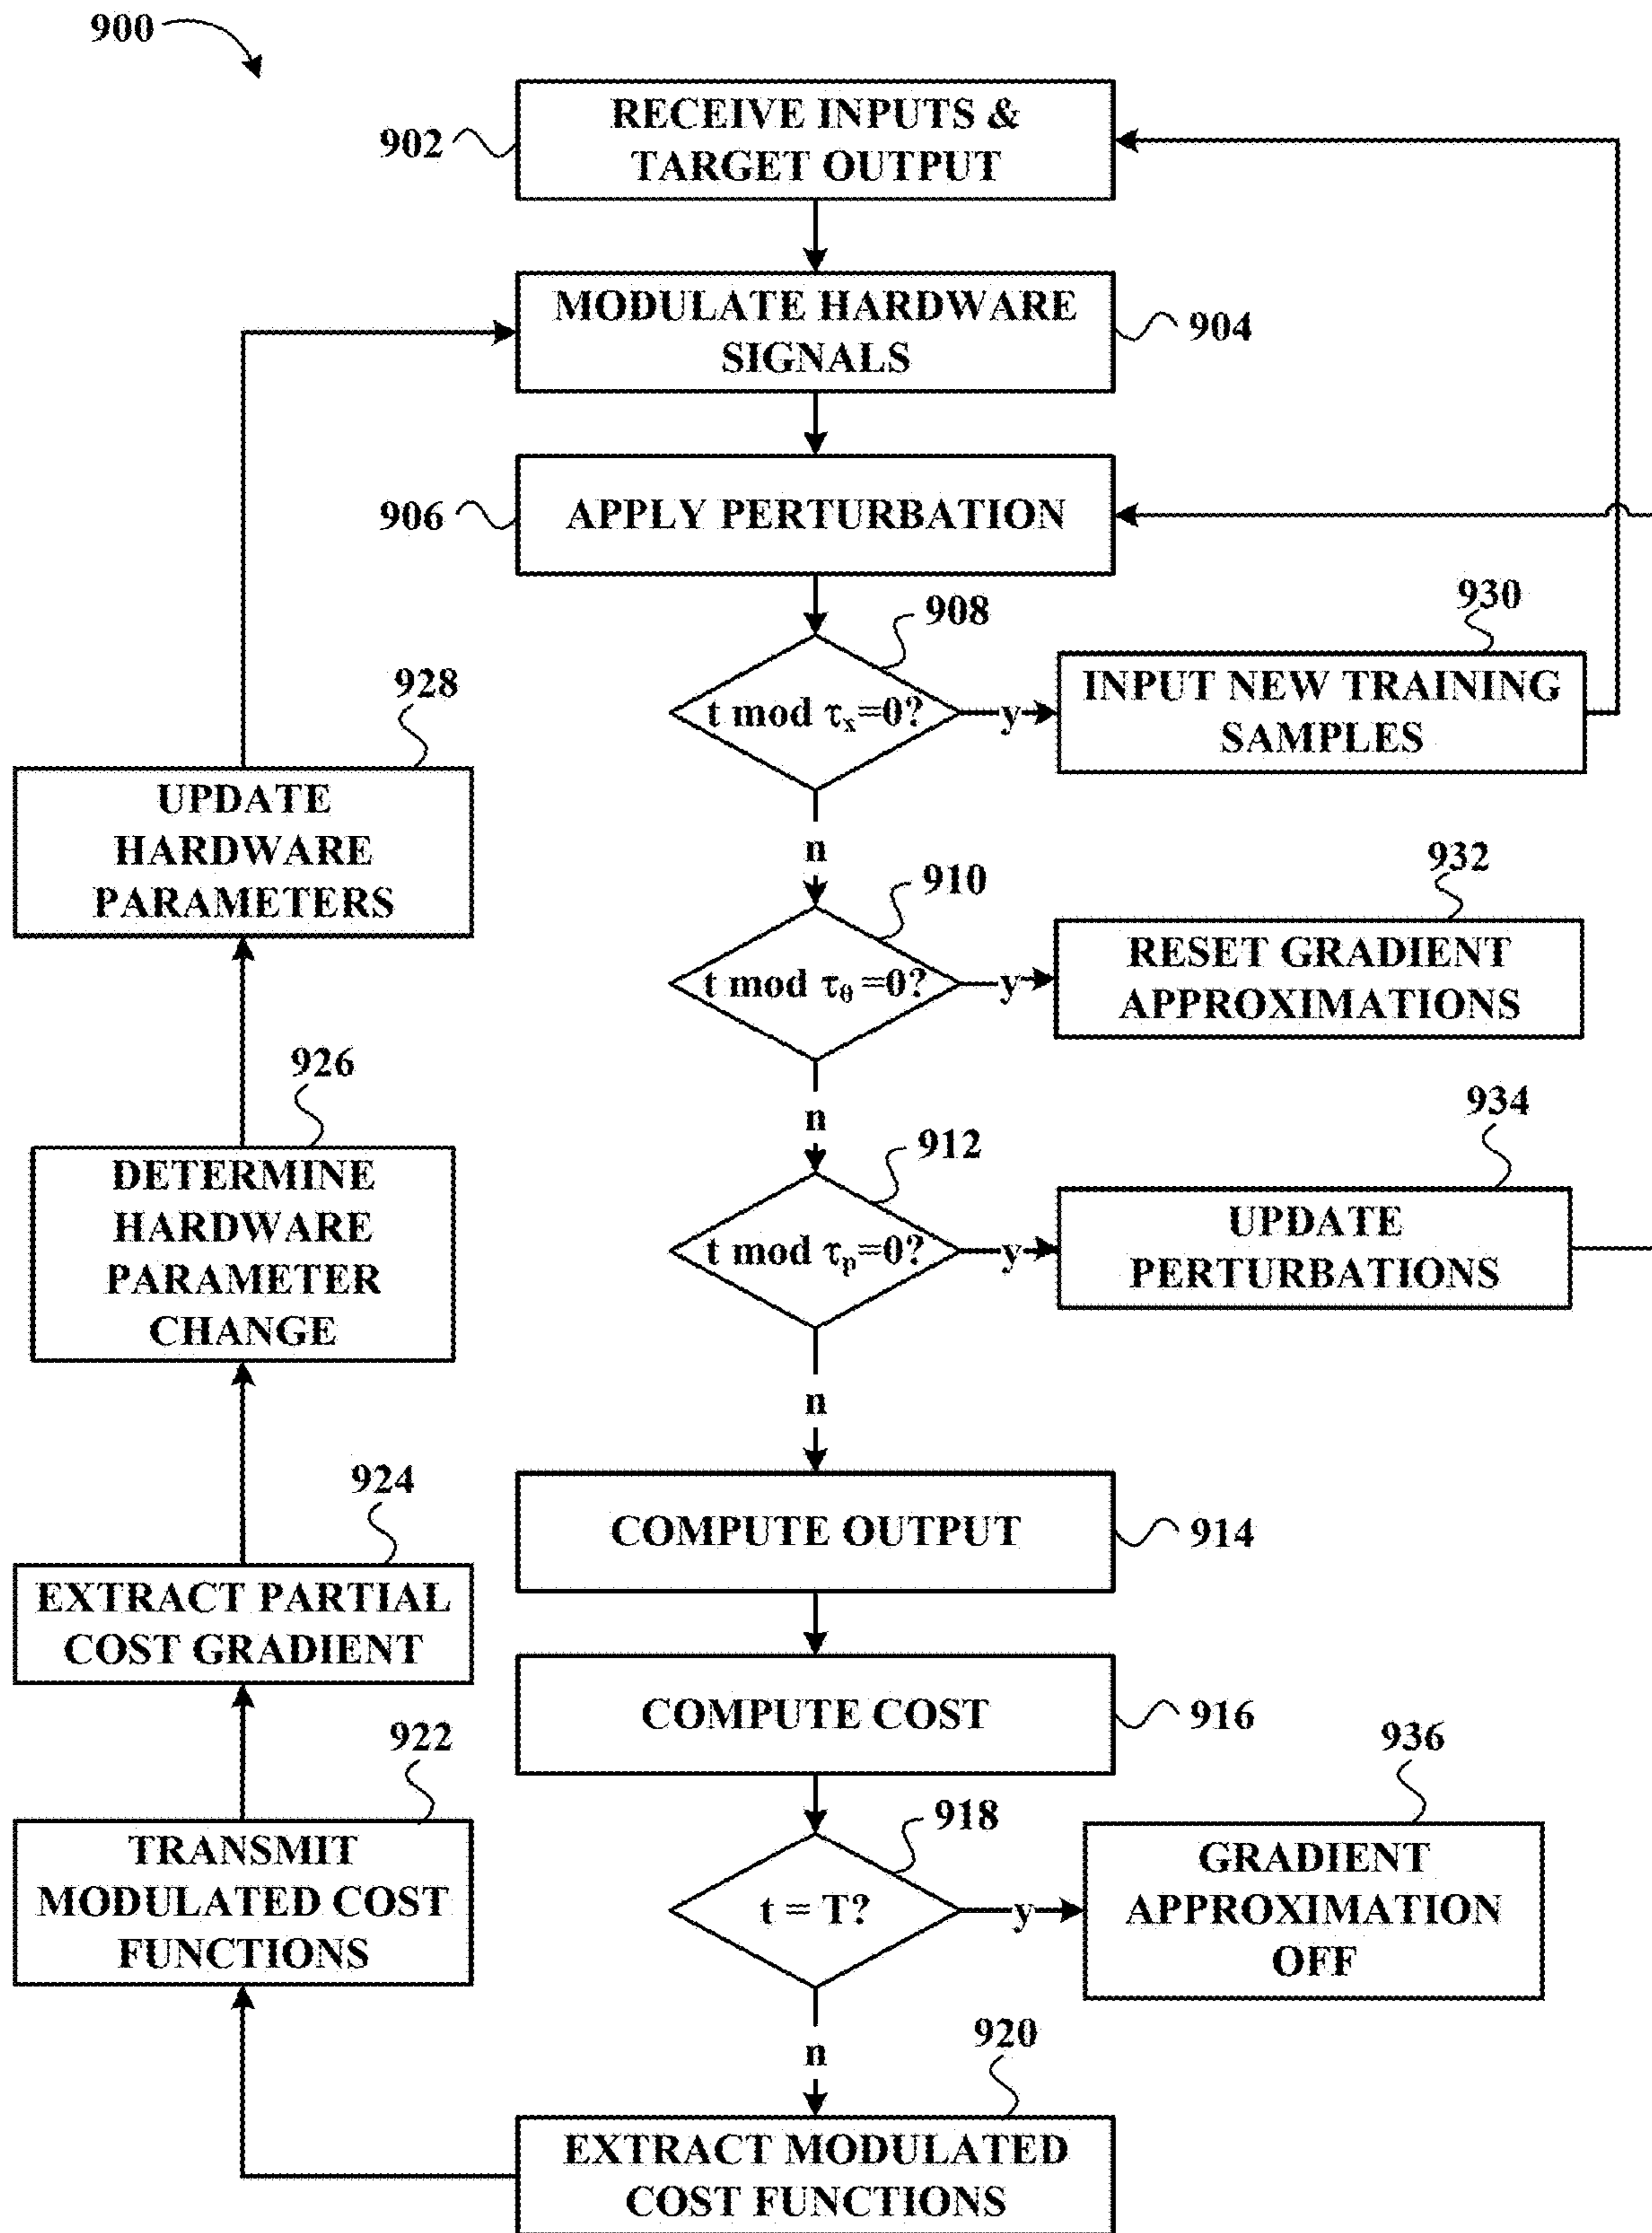 900
902
RECEIVE INPUTS &
TARGET OUTPUT
MODULATE HARDWARE
SIGNALS
904
906
APPLY PERTURBATION
908
t mod τx=0?
y
930
INPUT NEW TRAINING
SAMPLES
n
910
t mod τθ =0?
y
932
RESET GRADIENT
APPROXIMATIONS
n
912
t mod τp=0?
y
934
UPDATE
PERTURBATIONS
n
COMPUTE OUTPUT
914
COMPUTE COST
916
918
t = T?
y
936
GRADIENT
APPROXIMATION
OFF
n
920
EXTRACT MODULATED
COST FUNCTIONS
922
TRANSMIT
MODULATED COST
FUNCTIONS
924
EXTRACT PARTIAL
COST GRADIENT
926
DETERMINE
HARDWARE
PARAMETER
CHANGE
928
UPDATE
HARDWARE
PARAMETERS